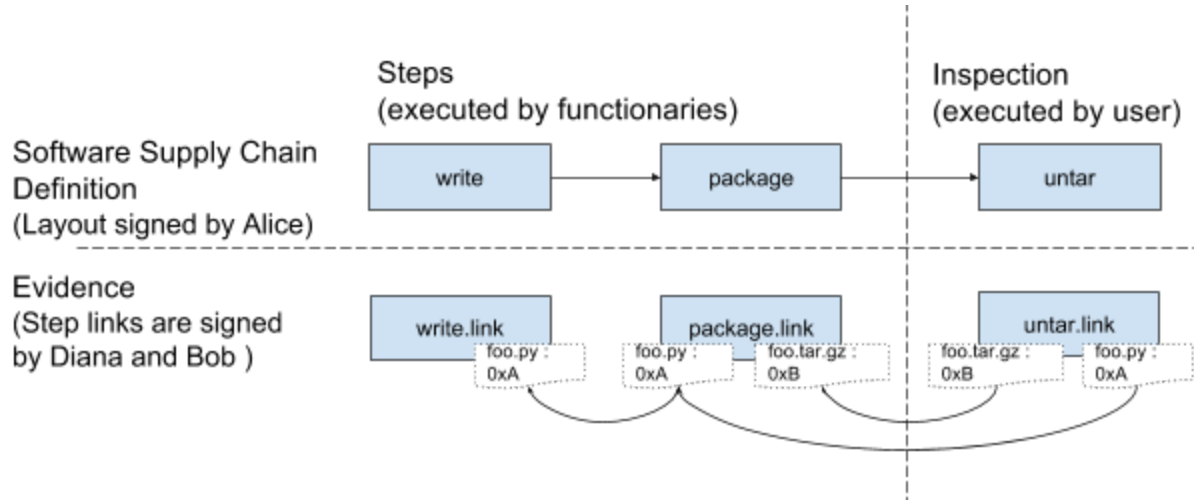 Steps
(executed by functionaries)
Inspection
(executed by user)
Software Supply Chain
Definition
(Layout signed by Alice)
write
package
untar
Evidence
(Step links are signed
by Diana and Bob )
write.link
foo.py :
0xA
package.link
foo.py :
0xA
foo.tar.gz :
0xB
untar.link
foo.tar.gz :
0xB
foo.py :
0xA